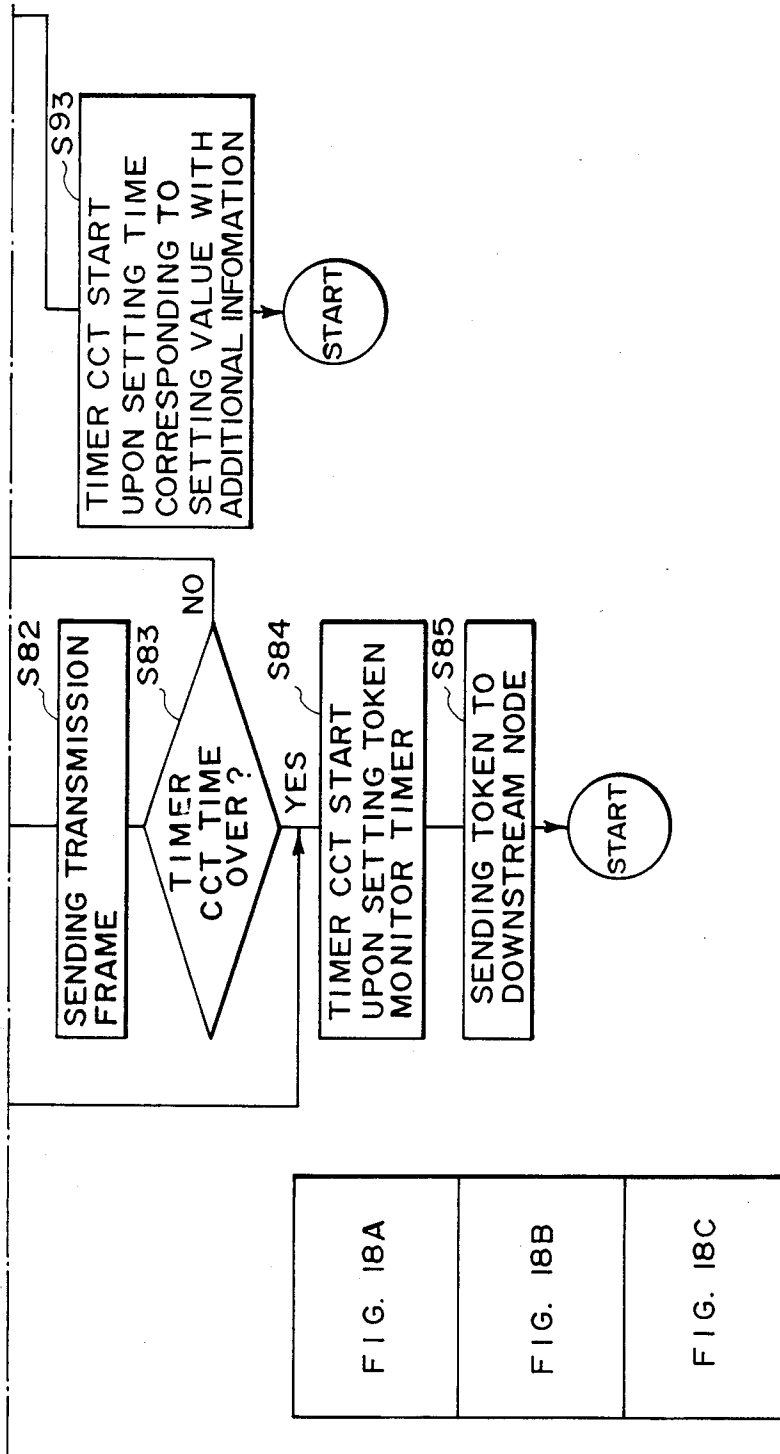 S82
SENDING TRANSMISSION
FRAME
S83
TIMER
CCT TIME
OVER?
NO
YES
S84
TIMER CCT START
UPON SETTING TOKEN
MONITOR TIMER
S85
SENDING TOKEN TO
DOWNSTREAM NODE
START
S93
TIMER CCT START
UPON SETTING TIME
CORRESPONDING TO
SETTING VALUE WITH
ADDITIONAL INFOMATION
START
FIG. 18A
FIG. 18B
FIG. 18C